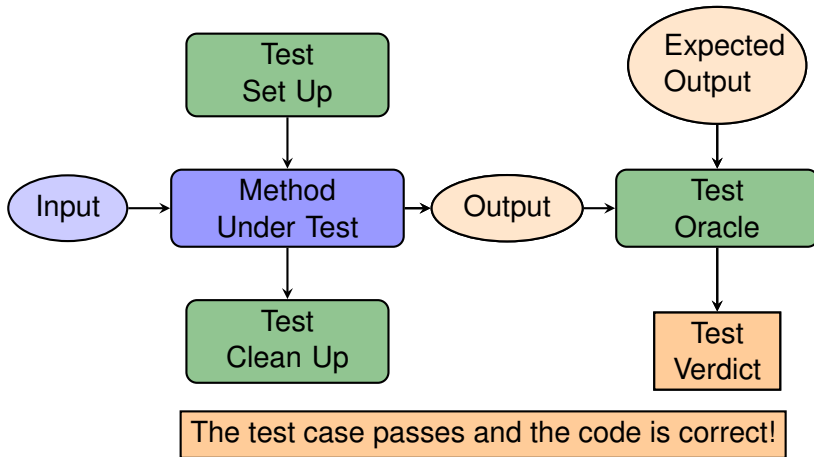 Test
Set Up
Expected
Output
Input
Method
Under Test
Output
Test
Oracle
Test
Clean Up
Test
Verdict
The test case passes and the code is correct!